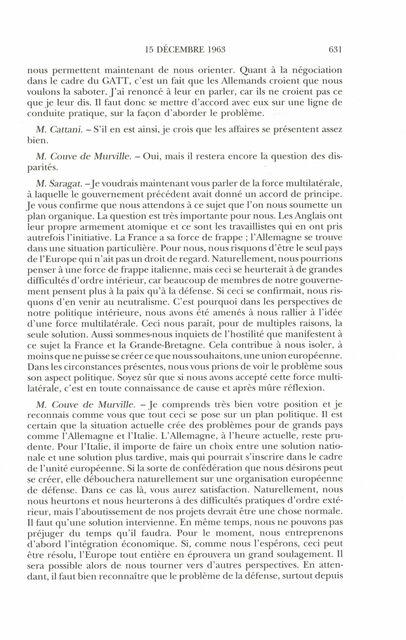 15 DÉCEMBRE 1963 631
nous permettent maintenant de nous orienter. Quant à la négociation
dans le cadre du GATT, c'est un fait que les Allemands croient que nous
voulons la saboter. J'ai renoncé à leur en parler, car ils ne croient pas ce
que je leur dis. Il faut donc se mettre d'accord avec eux sur une ligne de
conduite pratique, sur la façon d'aborder le problème.
M. Cattani. – S'il en est ainsi, je crois que les affaires se présentent assez
bien.
M. Couve de Murville. – Oui, mais il restera encore la question des dis-
parités.
M. Saragat. – Je voudrais maintenant vous parler de la force multilatérale,
à laquelle le gouvernement précédent avait donné un accord de principe.
Je vous confirme que nous attendons à ce sujet que l'on nous soumette un
plan organique. La question est très importante pour nous. Les Anglais ont
leur propre armement atomique et ce sont les travaillistes qui en ont pris
autrefois l'initiative. La France a sa force de frappe ; l'Allemagne se trouve
dans une situation particulière. Pour nous, nous risquons d'être le seul pays
de l'Europe qui n'ait pas un droit de regard. Naturellement, nous pourrions
penser à une force de frappe italienne, mais ceci se heurterait à de grandes
difficultés d'ordre intérieur, car beaucoup de membres de notre gouverne-
ment pensent plus à la paix qu'à la défense. Si ceci se confirmait, nous ris-
quons d'en venir au neutralisme. C'est pourquoi dans les perspectives de
notre politique intérieure, nous avons été amenés à nous rallier à l'idée
d'une force multilatérale. Ceci nous paraît, pour de multiples raisons, la
seule solution. Aussi sommes-nous inquiets de l'hostilité que manifestent à
ce sujet la France et la Grande-Bretagne. Cela contribue à nous isoler, à
moins que ne puisse se créer ce que nous souhaitons, une union européenne.
Dans les circonstances présentes, nous vous prions de voir le problème sous
son aspect politique. Soyez sûr que si nous avons accepté cette force multi-
latérale, c'est en toute connaissance de cause et après mûre réflexion.
M. Couve de Murville. – Je comprends très bien votre position et je
reconnais comme vous que tout ceci se pose sur un plan politique. Il est
certain que la situation actuelle crée des problèmes pour de grands pays
comme l'Allemagne et l'Italie. L'Allemagne, à l'heure actuelle, reste pru-
dente. Pour l'Italie, il importe de faire un choix entre une solution natio-
nale et une solution plus tardive, mais qui pourrait s'inscrire dans le cadre
de l'unité européenne. Si la sorte de confédération que nous désirons peut
se créer, elle débouchera naturellement sur une organisation européenne
de défense. Dans ce cas là, vous aurez satisfaction. Naturellement, nous
nous heurtons et nous heurterons à des difficultés pratiques d'ordre exté-
rieur, mais l'aboutissement de nos projets devrait être une chose normale.
Il faut qu'une solution intervienne. En même temps, nous ne pouvons pas
préjuger du temps qu'il faudra. Pour le moment, nous entreprenons
d'abord l'intégration économique. Si, comme nous l'espérons, ceci peut
être résolu, l'Europe tout entière en éprouvera un grand soulagement. Il
sera possible alors de nous tourner vers d'autres perspectives. En atten-
dant, il faut bien reconnaître que le problème de la défense, surtout depuis